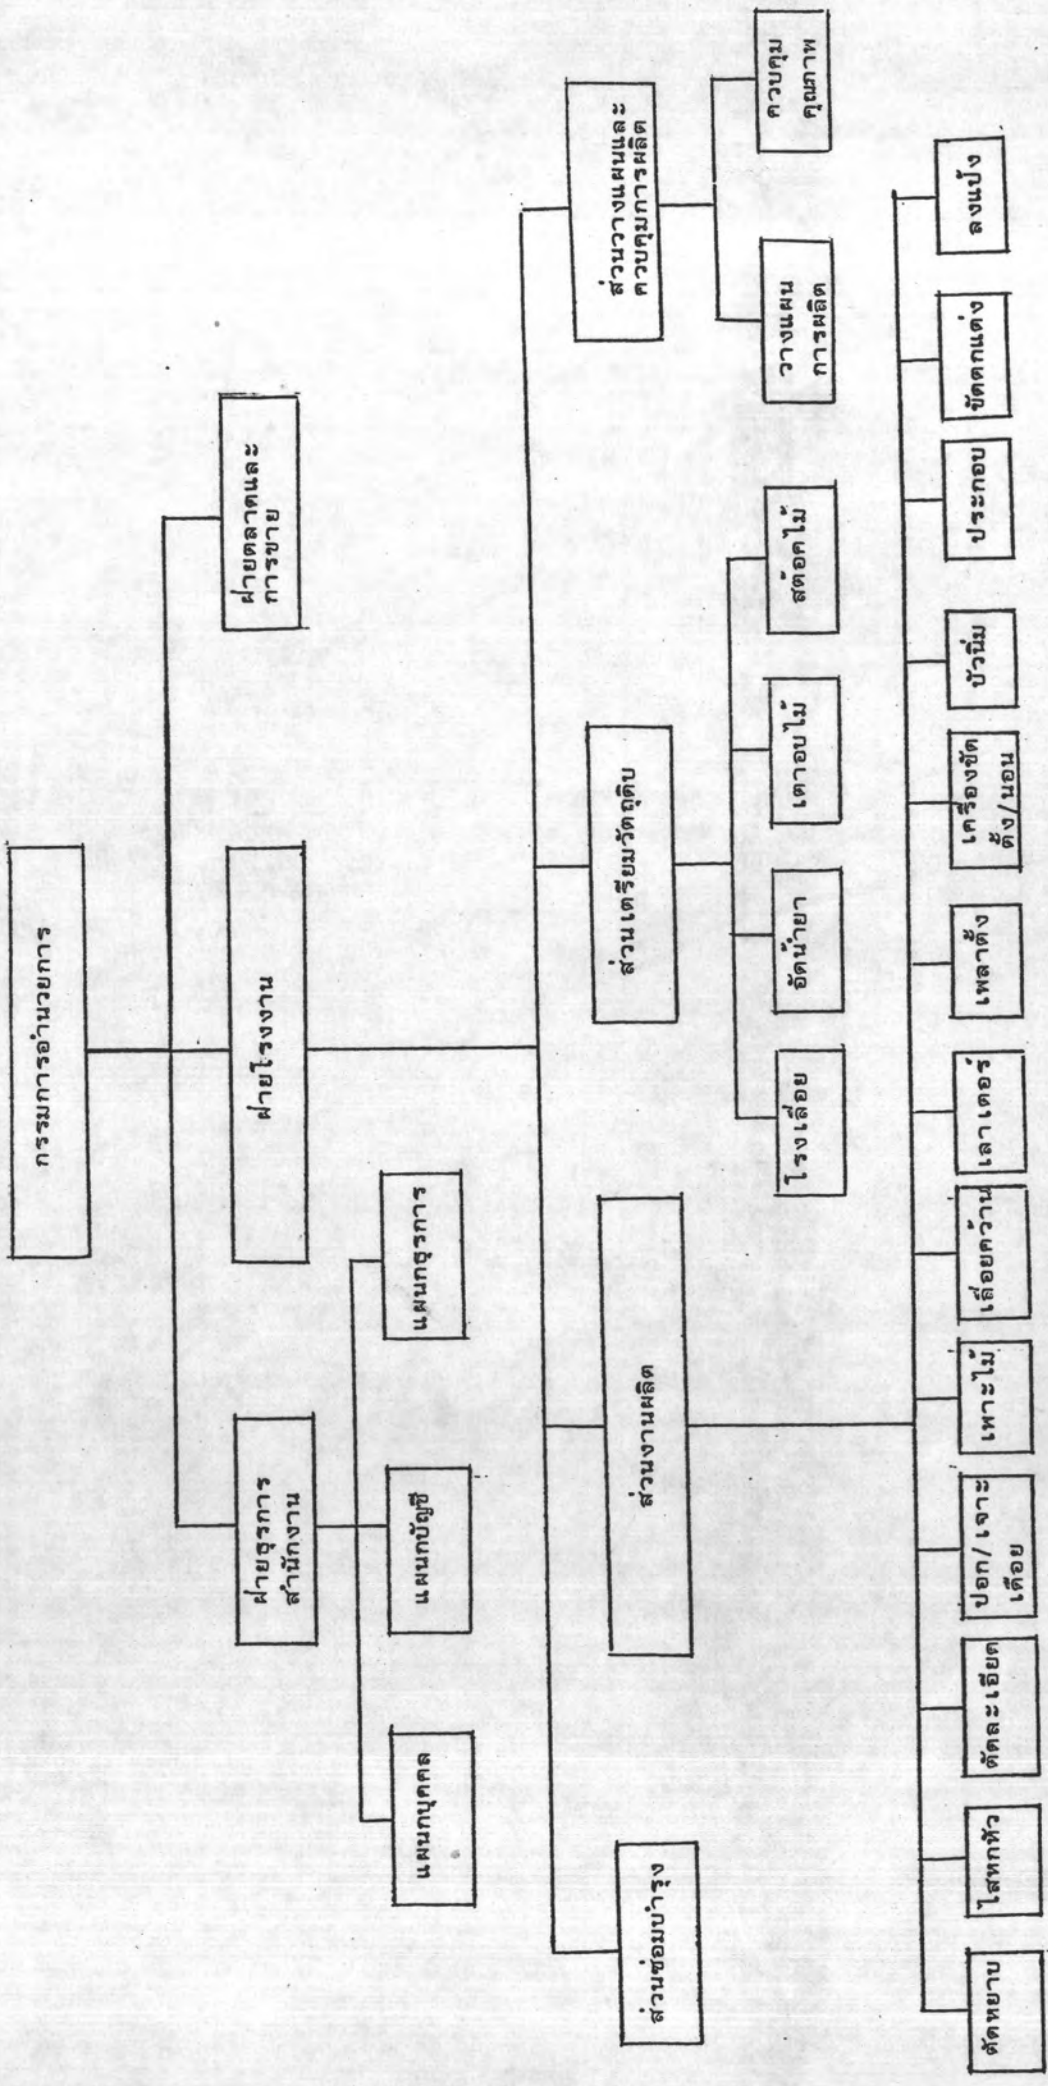 กรรมการอำนวยการ
ฝ่ายธุรการ
สำนักงาน
ฝ่ายโรงงาน
ฝ่ายตลาดและ
การขาย
แผนกบุคคล
แผนกบัญชี
แผนกธุรการ
ส่วนซ่อมบำรุง
ส่วนงานผลิต
ส่วนเตรียมวัตถุดิบ
ส่วนวางแผนและ
ควบคุมการผลิต
โรงเลื่อย
อัดน้ำยา
เตาอบไม้
สต๊อคไม้
วางแผน
การผลิต
ควบคุม
คุณภาพ
ตัดหยาบ
ไสหกหัว
ตัดละเอียด
ปอก/เจาะ
เดือย
เพาะไม้
เลื่อยคว้าน
เลาเตอร์
เพลาตั้ง
เครื่องขัด
ตั้ง/นอน
บัวนิ่ม
ประกอบ
ขัดตกแต่ง
ลงแป้ง